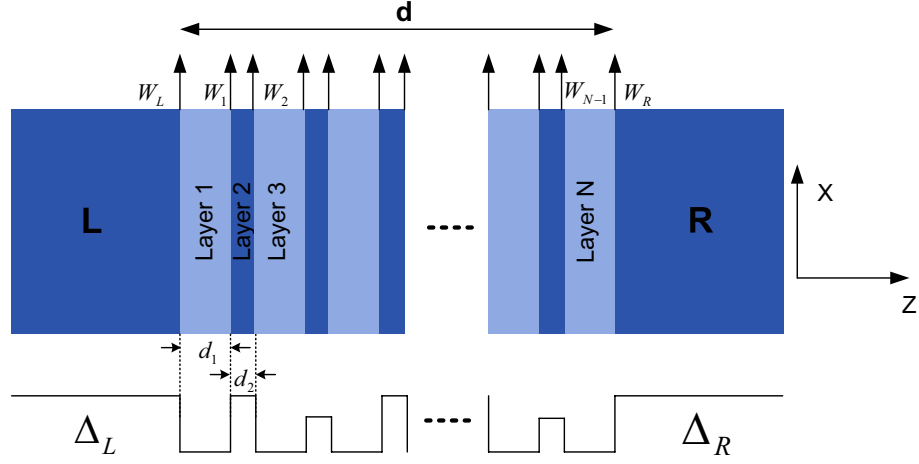 d
W_L W_1 W_2 W_{N-1} W_R
L Layer 1 Layer 2 Layer 3 Layer N R
X
Z
d_1
d_2
Δ_L Δ_R